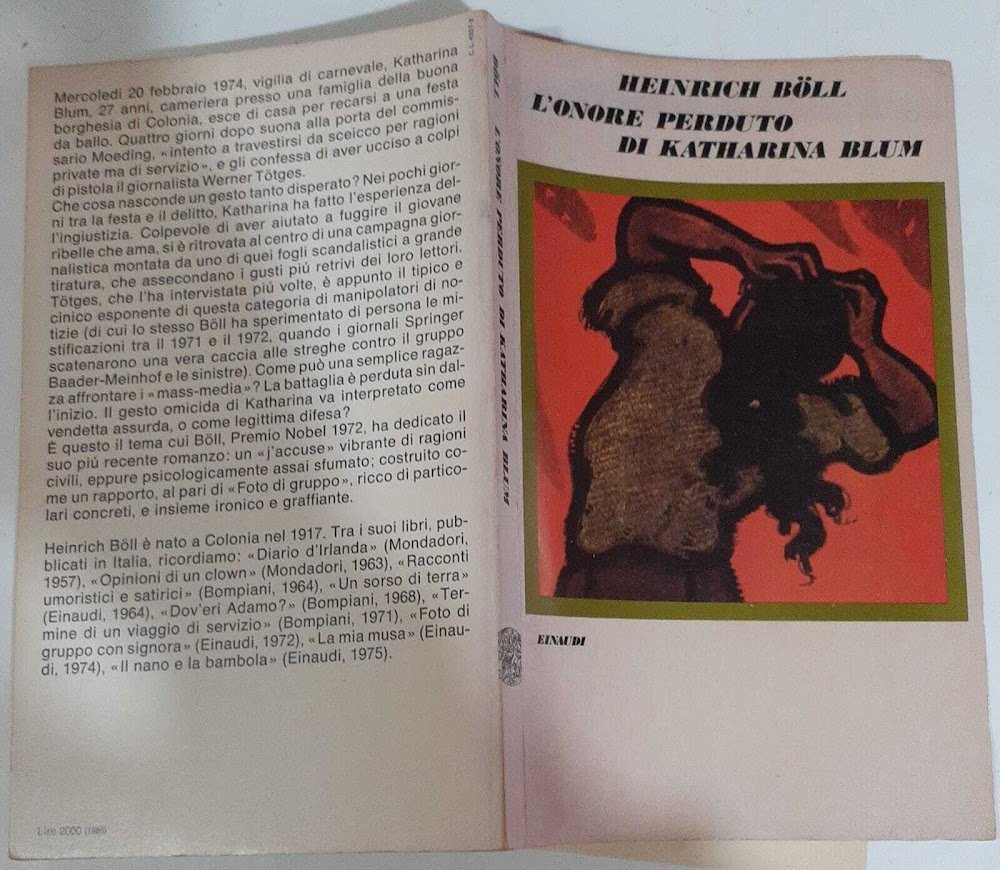 Mercoledí 20 febbraio 1974, vigilia di carnevale, Katharina
Blum, 27 anni, cameriera presso una famiglia della buona
borghesia di Colonia, esce di casa per recarsi a una festa
da ballo. Quattro giorni dopo suona alla porta del commis-
sario Moeding, «intento a travestirsi da sceicco per ragioni
private ma di servizio», e gli confessa di aver ucciso a colpi
di pistola il giornalista Werner Tötges.
Che cosa nasconde un gesto tanto disperato? Nei pochi gior-
ni tra la festa e il delitto, Katharina ha fatto l'esperienza del-
l'ingiustizia. Colpevole di aver aiutato a fuggire il giovane
ribelle che ama, si è ritrovata al centro di una campagna gior-
nalistica montata da uno di quei fogli scandalistici a grande
tiratura, che assecondano i gusti piú retrivi dei loro lettori.
Tötges, che l'ha intervistata piú volte, è appunto il tipico e
cinico esponente di questa categoria di manipolatori di no-
tizie (di cui lo stesso Böll ha sperimentato di persona le mi-
stificazioni tra il 1971 e il 1972, quando i giornali Springer
scatenarono una vera caccia alle streghe contro il gruppo
Baader-Meinhof e le sinistre). Come può una semplice ragaz-
za affrontare i «mass-media»? La battaglia è perduta sin dal-
l'inizio. Il gesto omicida di Katharina va interpretato come
vendetta assurda, o come legittima difesa?
È questo il tema cui Böll, Premio Nobel 1972, ha dedicato il
suo piú recente romanzo: un «j'accuse» vibrante di ragioni
civili, eppure psicologicamente assai sfumato; costruito co-
me un rapporto, al pari di «Foto di gruppo», ricco di partico-
lari concreti, e insieme ironico e graffiante.
Heinrich Böll è nato a Colonia nel 1917. Tra i suoi libri, pub-
blicati in Italia, ricordiamo: «Diario d'Irlanda» (Mondadori,
1957), «Opinioni di un clown» (Mondadori, 1963), «Racconti
umoristici e satirici» (Bompiani, 1964), «Un sorso di terra»
(Einaudi, 1964), «Dov'eri Adamo?» (Bompiani, 1968), «Ter-
mine di un viaggio di servizio» (Bompiani, 1971), «Foto di
gruppo con signora» (Einaudi, 1972), «La mia musa» (Einau-
di, 1974), «Il nano e la bambola» (Einaudi, 1975).
Lire 2000
BÖLL L'ONORE PERDUTO DI KATHARINA BLUM
HEINRICH BÖLL
L'ONORE PERDUTO
DI KATHARINA BLUM
EINAUDI